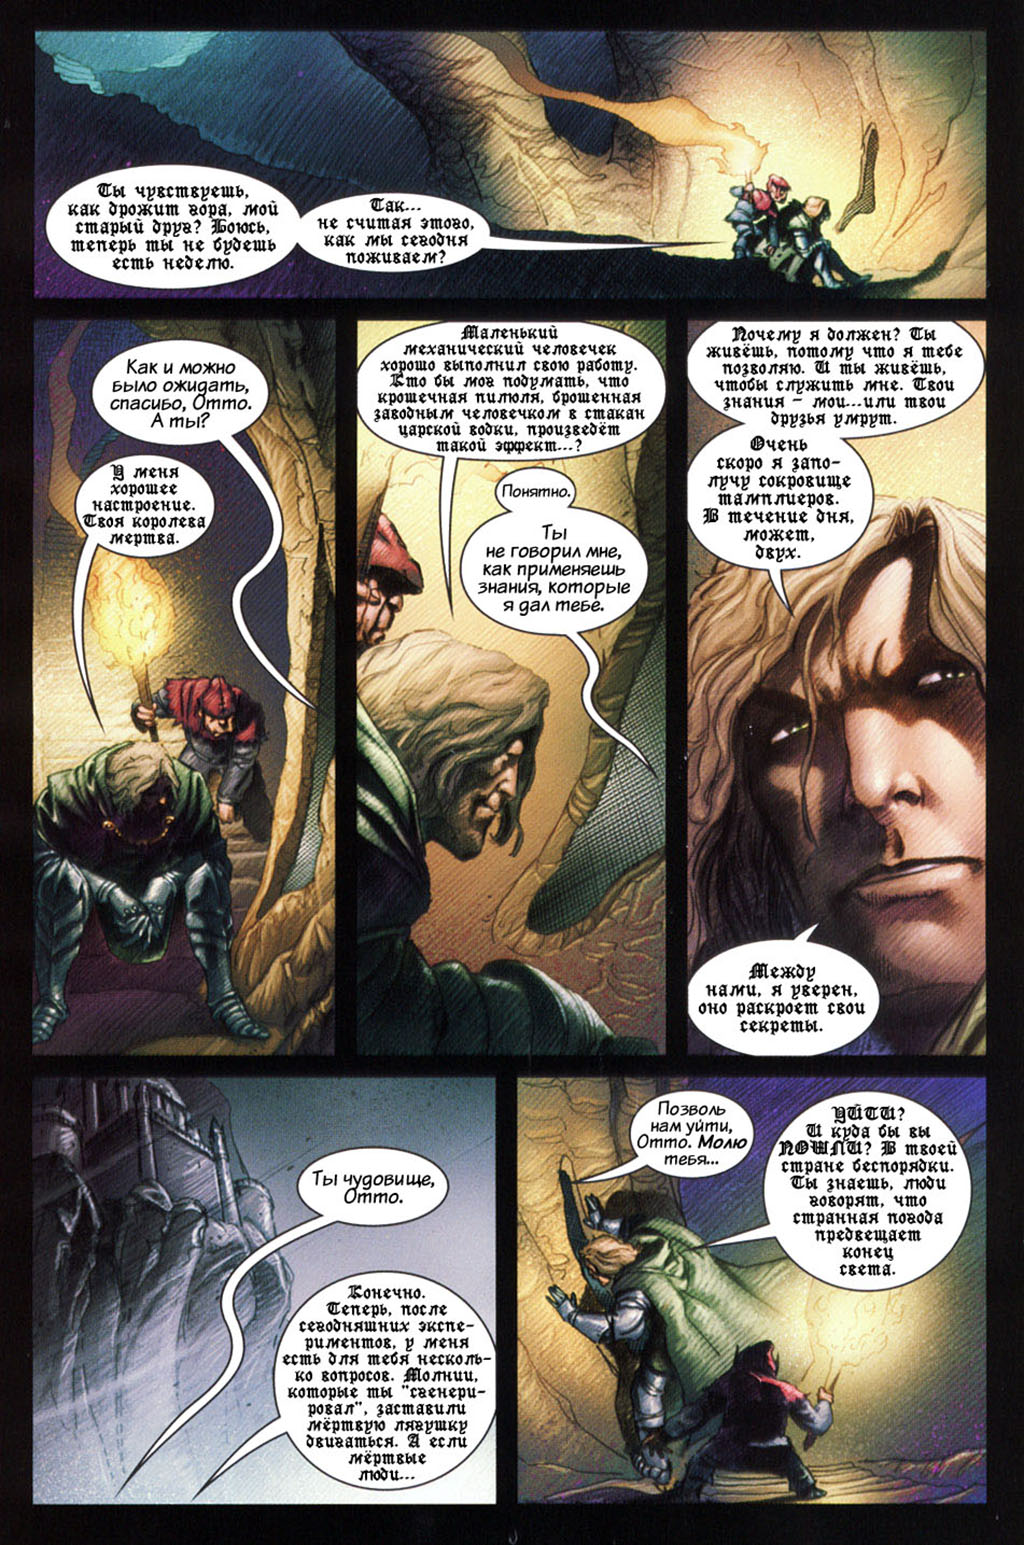 Ты чувствуешь,
как дрожит гора, мой
старый друг? Боюсь,
теперь ты не будешь
есть неделю.
Так...
не считая этого,
как мы сегодня
поживаем?
Как и можно
было ожидать,
спасибо, Отто.
А ты?
У меня
хорошее
настроение.
Твоя королева
мертва.
Маленький
механический человечек
хорошо выполнил свою работу.
Кто бы мог подумать, что
крошечная пилюля, брошенная
заводным человечком в стакан
царской водки, произведёт
такой эффект...?
Понятно.
Ты
не говорил мне,
как применяешь
знания, которые
я дал тебе.
Почему я должен? Ты
живёшь, потому что я тебе
позволяю. И ты живёшь,
чтобы служить мне. Твои
знания – мои...или твои
друзья умрут.
Очень
скоро я запо-
лучу сокровище
тамплиеров.
В течение дня,
может,
двух.
Между
нами, я уверен,
оно раскроет свои
секреты.
Ты чудовище,
Отто.
Конечно.
Теперь, после
сегодняшних экспе-
риментов, у меня
есть для тебя несколь-
ко вопросов. Молнии,
которые ты "сгенери-
ровал", заставили
мёртвую лягушку
двигаться. А если
мёртвые
люди...
Позволь
нам уйти,
Отто. Молю
тебя...
УЙТИ?
И куда бы вы
ПОШЛИ? В твоей
стране беспорядки.
Ты знаешь, люди
говорят, что
странная погода
предвещает
конец
света.